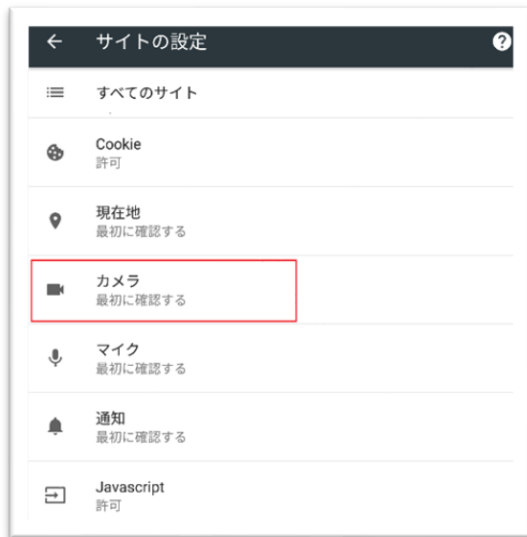 サイトの設定
すべてのサイト
Cookie
許可
現在地
最初に確認する
カメラ
最初に確認する
マイク
最初に確認する
通知
最初に確認する
Javascript
許可